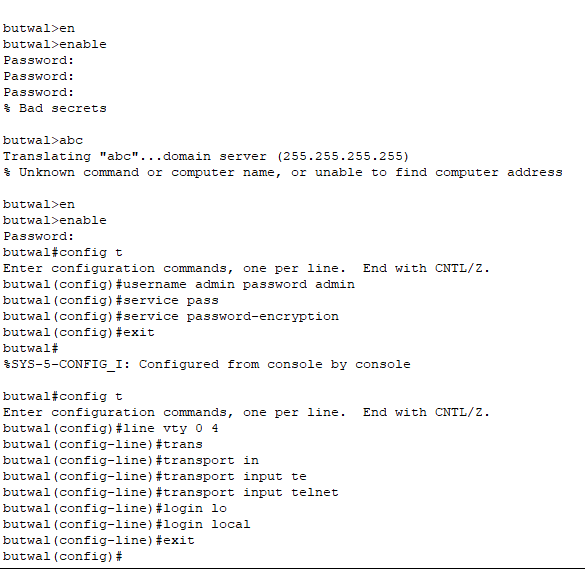 butwal>en
butwal>enable
Password:
Password:
Password:
% Bad secrets
butwal>abc
Translating "abc"...domain server (255.255.255.255)
% Unknown command or computer name, or unable to find computer address
butwal>en
butwal>enable
Password:
butwal#config t
Enter configuration commands, one per line.  End with CNTL/Z.
butwal(config)#username admin password admin
butwal(config)#service pass
butwal(config)#service password-encryption
butwal(config)#exit
butwal#
%SYS-5-CONFIG_I: Configured from console by console
butwal#config t
Enter configuration commands, one per line.  End with CNTL/Z.
butwal(config)#line vty 0 4
butwal(config-line)#trans
butwal(config-line)#transport in
butwal(config-line)#transport input te
butwal(config-line)#transport input telnet
butwal(config-line)#login lo
butwal(config-line)#login local
butwal(config-line)#exit
butwal(config)#